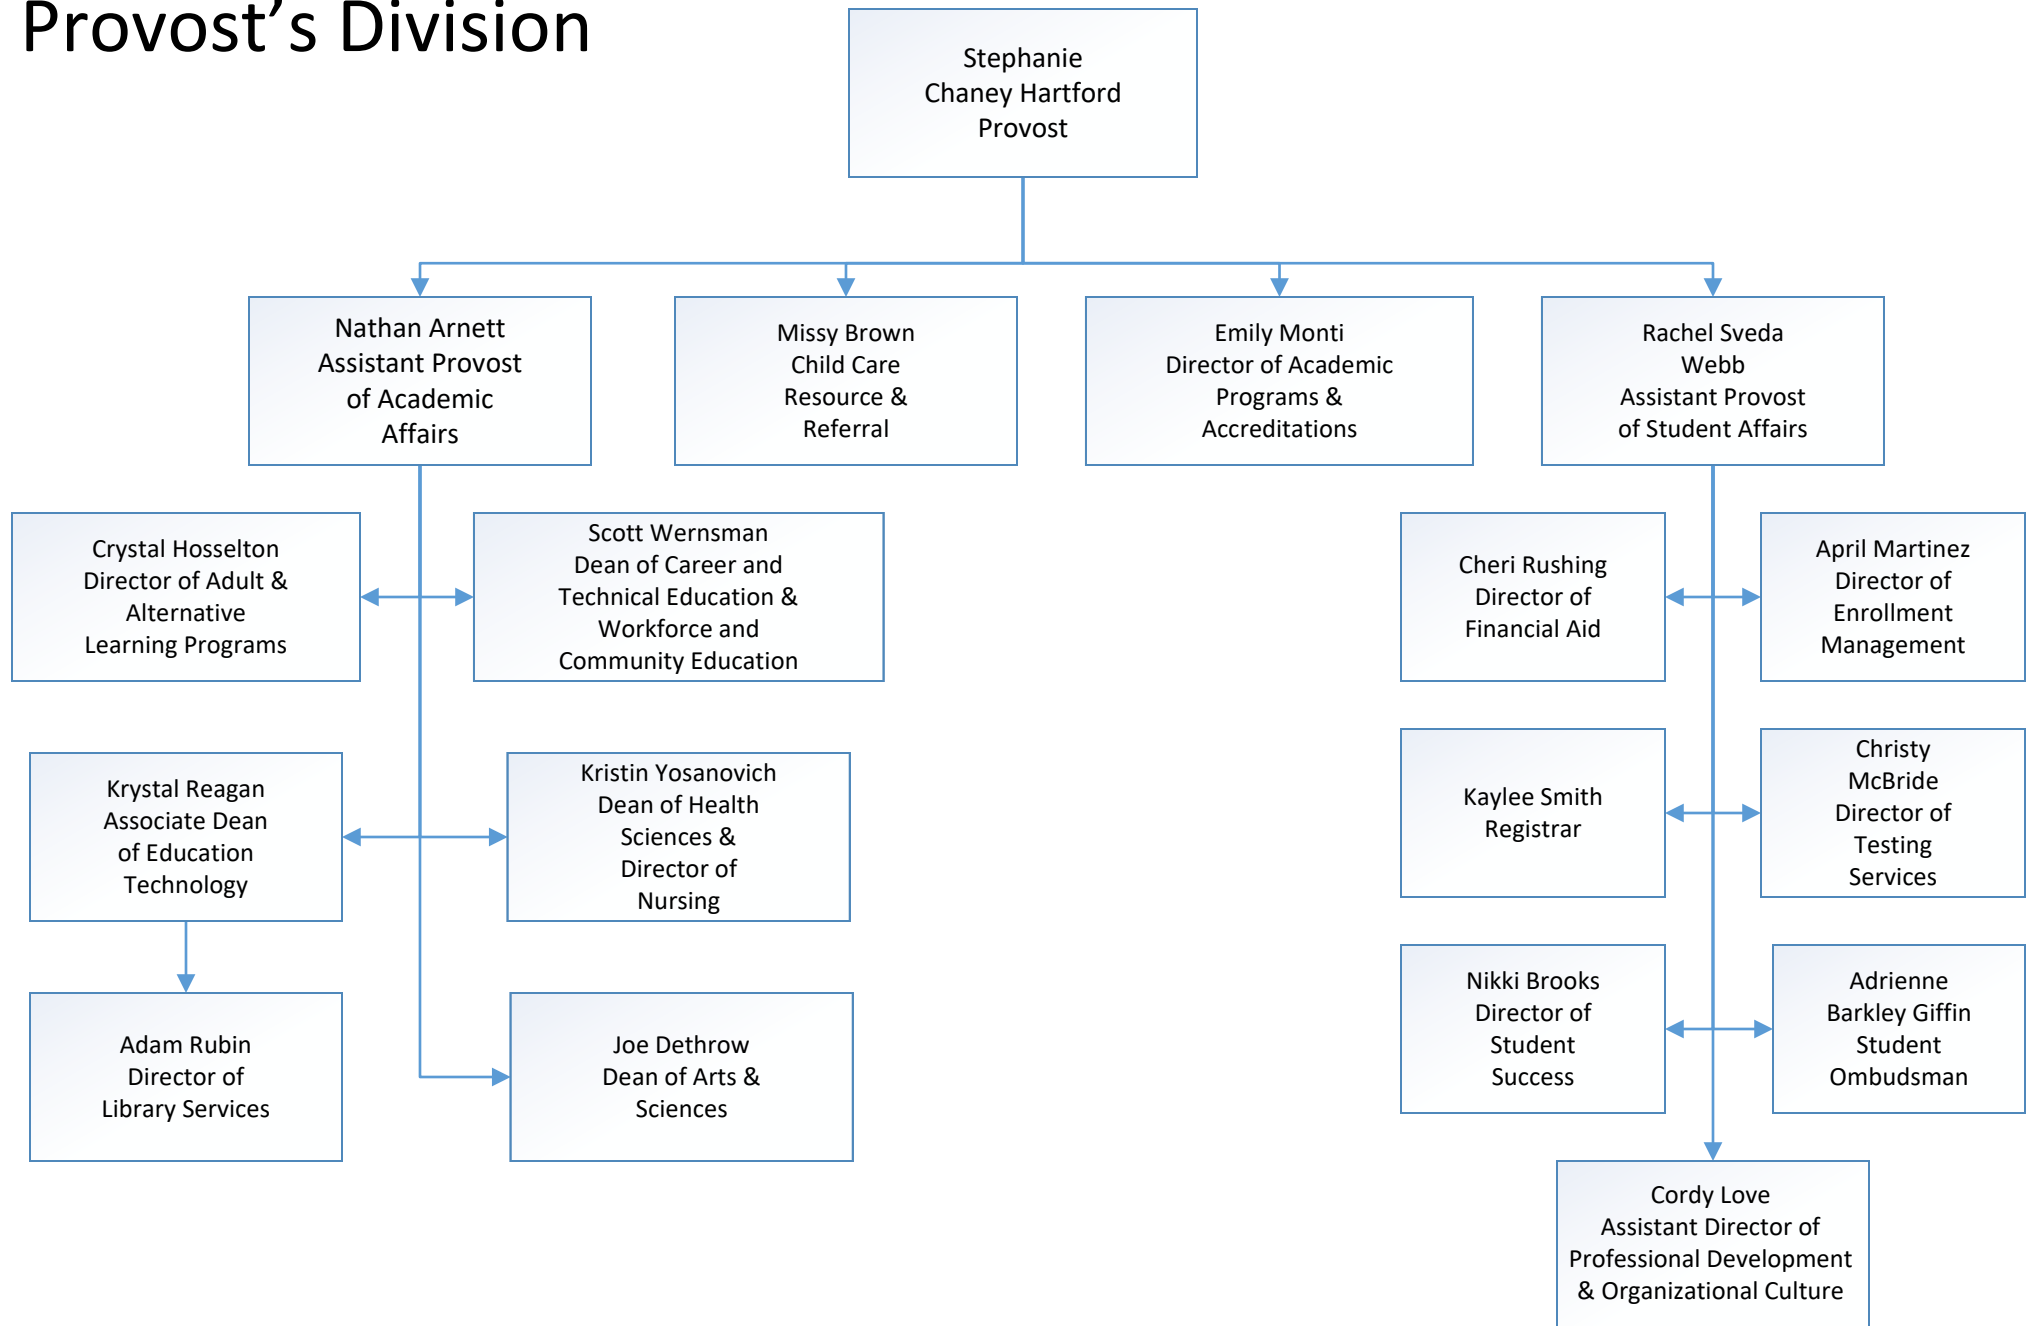 Provost’s Division
Stephanie
Chaney Hartford
Provost
Nathan Arnett
Assistant Provost
of Academic
Affairs
Missy Brown
Child Care
Resource &
Referral
Emily Monti
Director of Academic
Programs &
Accreditations
Rachel Sveda
Webb
Assistant Provost
of Student Affairs
Crystal Hosselton
Director of Adult &
Alternative
Learning Programs
Scott Wernsman
Dean of Career and
Technical Education &
Workforce and
Community Education
Cheri Rushing
Director of
Financial Aid
April Martinez
Director of
Enrollment
Management
Krystal Reagan
Associate Dean
of Education
Technology
Kristin Yosanovich
Dean of Health
Sciences &
Director of
Nursing
Kaylee Smith
Registrar
Christy
McBride
Director of
Testing
Services
Adam Rubin
Director of
Library Services
Joe Dethrow
Dean of Arts &
Sciences
Nikki Brooks
Director of
Student
Success
Adrienne
Barkley Giffin
Student
Ombudsman
Cordy Love
Assistant Director of
Professional Development
& Organizational Culture